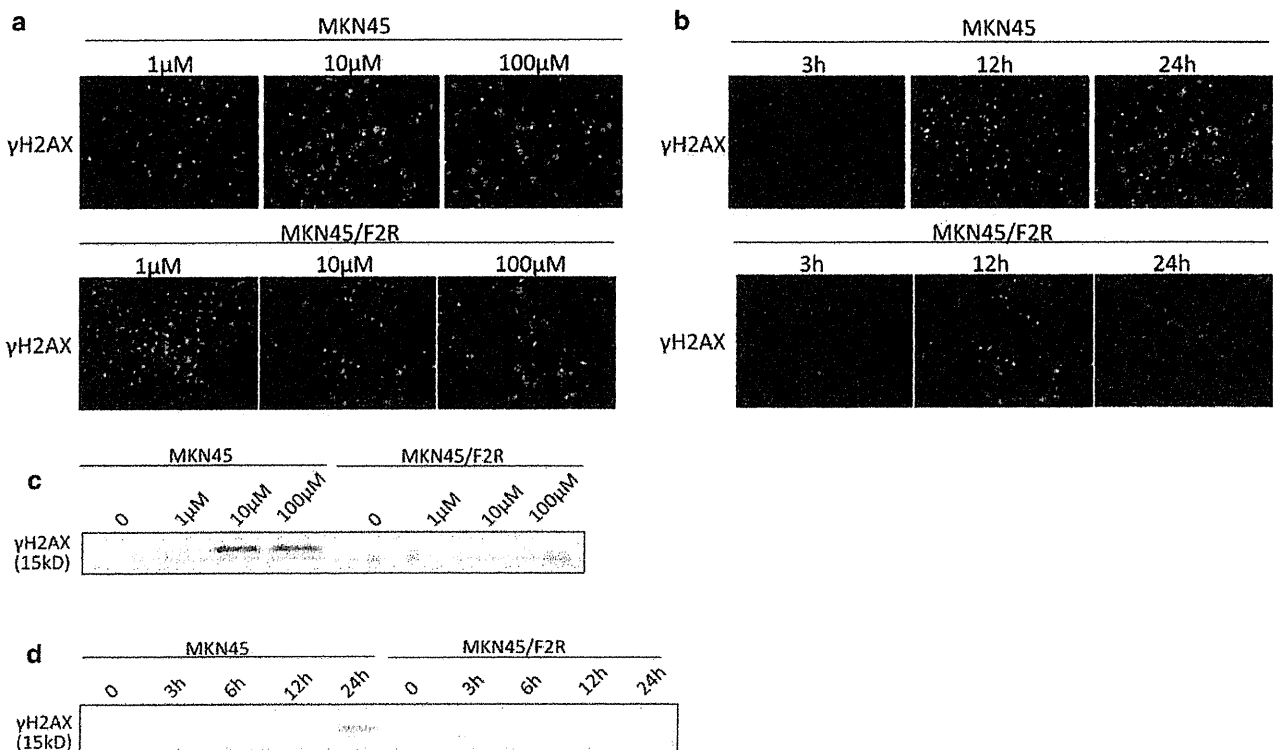 a
MKN45
1µM 10µM 100µM
γH2AX
MKN45/F2R
1µM 10µM 100µM
γH2AX
b
MKN45
3h 12h 24h
γH2AX
MKN45/F2R
3h 12h 24h
γH2AX
c
MKN45 MKN45/F2R
0 1µM 10µM 100µM 0 1µM 10µM 100µM
γH2AX
(15kD)
d
MKN45 MKN45/F2R
0 3h 6h 12h 24h 0 3h 6h 12h 24h
γH2AX
(15kD)